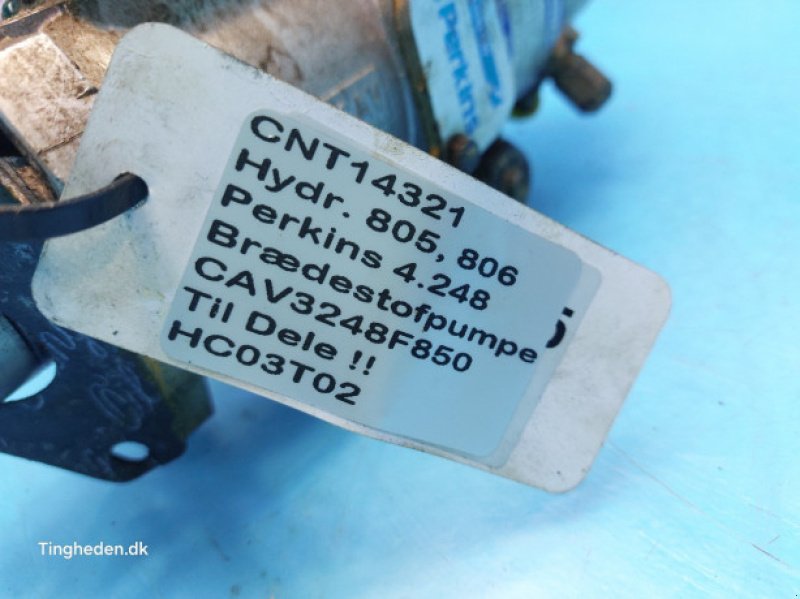 CNT14321
Hydr. 805, 806
Perkins 4.248
Brædestofpumpe
CAV3248F850
Til Dele !!
HC03T02
Perkins
Tingheden.dk